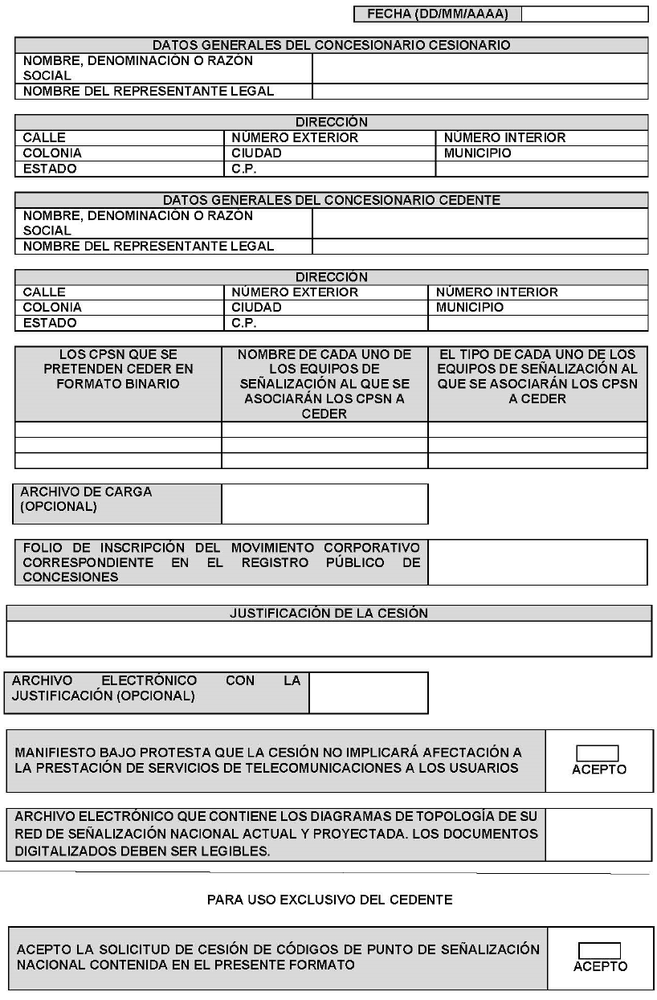 FECHA (DD/MM/AAAA)
DATOS GENERALES DEL CONCESIONARIO CESIONARIO
NOMBRE, DENOMINACIÓN O RAZÓN
SOCIAL
NOMBRE DEL REPRESENTANTE LEGAL
DIRECCIÓN
CALLE NÚMERO EXTERIOR NÚMERO INTERIOR
COLONIA CIUDAD MUNICIPIO
ESTADO C.P.
DATOS GENERALES DEL CONCESIONARIO CEDENTE
NOMBRE, DENOMINACIÓN O RAZÓN
SOCIAL
NOMBRE DEL REPRESENTANTE LEGAL
DIRECCIÓN
CALLE NÚMERO EXTERIOR NÚMERO INTERIOR
COLONIA CIUDAD MUNICIPIO
ESTADO C.P.
LOS CPSN QUE SE
PRETENDEN CEDER EN
FORMATO BINARIO
NOMBRE DE CADA UNO DE
LOS EQUIPOS DE
SEÑALIZACIÓN AL QUE SE
ASOCIARÁN LOS CPSN A
CEDER
EL TIPO DE CADA UNO DE LOS
EQUIPOS DE SEÑALIZACIÓN AL
QUE SE ASOCIARÁN LOS CPSN
A CEDER
ARCHIVO DE CARGA
(OPCIONAL)
FOLIO DE INSCRIPCIÓN DEL MOVIMIENTO CORPORATIVO
CORRESPONDIENTE EN EL REGISTRO PÚBLICO DE
CONCESIONES
JUSTIFICACIÓN DE LA CESIÓN
ARCHIVO ELECTRÓNICO CON LA
JUSTIFICACIÓN (OPCIONAL)
MANIFIESTO BAJO PROTESTA QUE LA CESIÓN NO IMPLICARÁ AFECTACIÓN A
LA PRESTACIÓN DE SERVICIOS DE TELECOMUNICACIONES A LOS USUARIOS
ACEPTO
ARCHIVO ELECTRÓNICO QUE CONTIENE LOS DIAGRAMAS DE TOPOLOGÍA DE SU
RED DE SEÑALIZACIÓN NACIONAL ACTUAL Y PROYECTADA. LOS DOCUMENTOS
DIGITALIZADOS DEBEN SER LEGIBLES.
PARA USO EXCLUSIVO DEL CEDENTE
ACEPTO LA SOLICITUD DE CESIÓN DE CÓDIGOS DE PUNTO DE SEÑALIZACIÓN
NACIONAL CONTENIDA EN EL PRESENTE FORMATO
ACEPTO